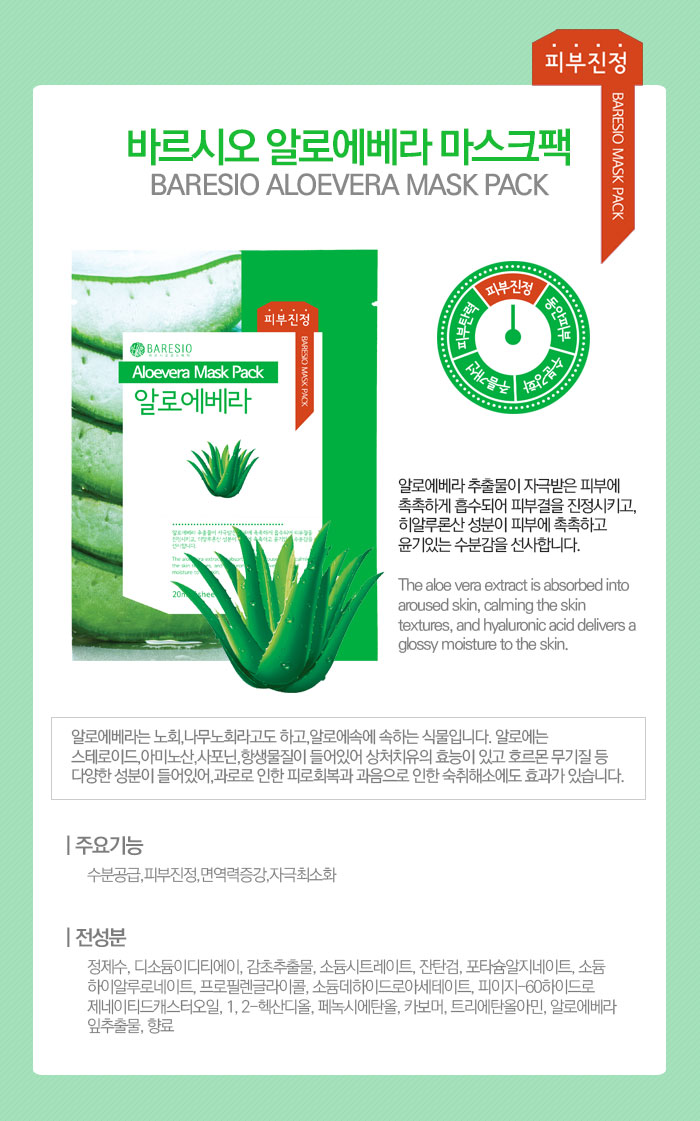 피부진정
BARESIO MASK PACK
바르시오 알로에베라 마스크팩
BARESIO ALOEVERA MASK PACK
피부진정
BARESIO MASK PACK
BARESIO
Aloevera Mask Pack
알로에베라
피부진정
동안피부
수분강화
주름개선
피부탄력
알로에베라 추출물이 자극받은 피부에
촉촉하게 흡수되어 피부결을 진정시키고,
히알루론산 성분이 피부에 촉촉하고
윤기있는 수분감을 선사합니다.
The aloe vera extract is absorbed into
aroused skin, calming the skin
textures, and hyaluronic acid delivers a
glossy moisture to the skin.
알로에베라는 노회,나무노회라고도 하고,알로에속에 속하는 식물입니다. 알로에는
스테로이드,아미노산,사포닌,항생물질이 들어있어 상처치유의 효능이 있고 호르몬 무기질 등
다양한 성분이 들어있어,과로로 인한 피로회복과 과음으로 인한 숙취해소에도 효과가 있습니다.
| 주요기능
수분공급,피부진정,면역력증강,자극최소화
| 전성분
정제수, 디소듐이디티에이, 감초추출물, 소듐시트레이트, 잔탄검, 포타슘알지네이트, 소듐
하이알루로네이트, 프로필렌글라이콜, 소듐데하이드로아세테이트, 피이지-60하이드로
제네이티드캐스터오일, 1, 2-헥산디올, 페녹시에탄올, 카보머, 트리에탄올아민, 알로에베라
잎추출물, 향료